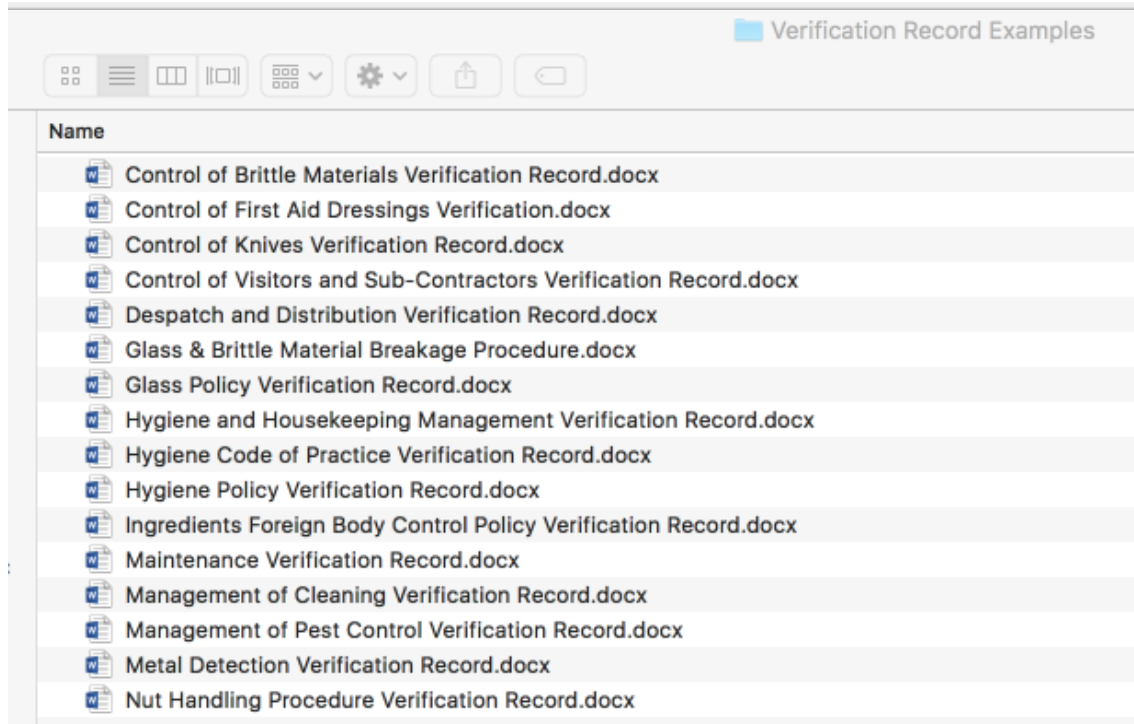 Verification Record Examples
Name
Control of Brittle Materials Verification Record.docx
Control of First Aid Dressings Verification.docx
Control of Knives Verification Record.docx
Control of Visitors and Sub-Contractors Verification Record.docx
Despatch and Distribution Verification Record.docx
Glass & Brittle Material Breakage Procedure.docx
Glass Policy Verification Record.docx
Hygiene and Housekeeping Management Verification Record.docx
Hygiene Code of Practice Verification Record.docx
Hygiene Policy Verification Record.docx
Ingredients Foreign Body Control Policy Verification Record.docx
Maintenance Verification Record.docx
Management of Cleaning Verification Record.docx
Management of Pest Control Verification Record.docx
Metal Detection Verification Record.docx
Nut Handling Procedure Verification Record.docx